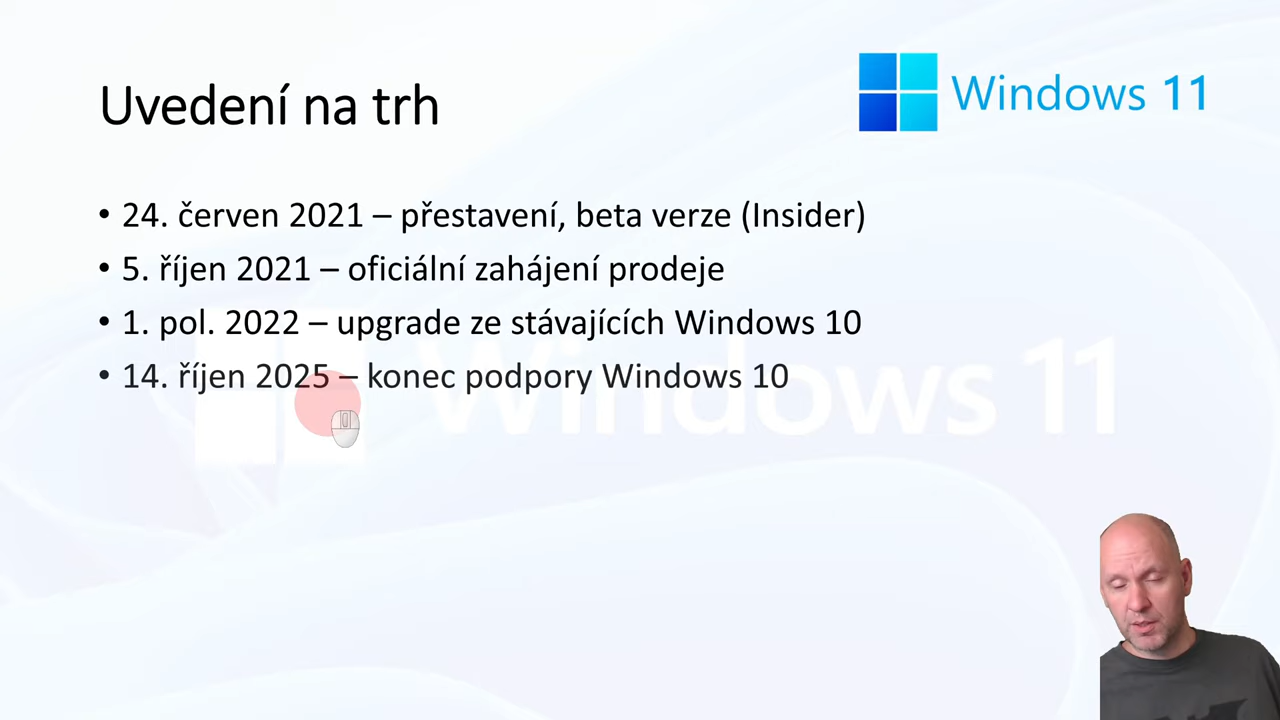 Uvedení na trh
Windows 11
• 24. červen 2021 – přestavení, beta verze (Insider)
• 5. říjen 2021 – oficiální zahájení prodeje
• 1. pol. 2022 – upgrade ze stávajících Windows 10
• 14. říjen 2025 – konec podpory Windows 10
Windows 11